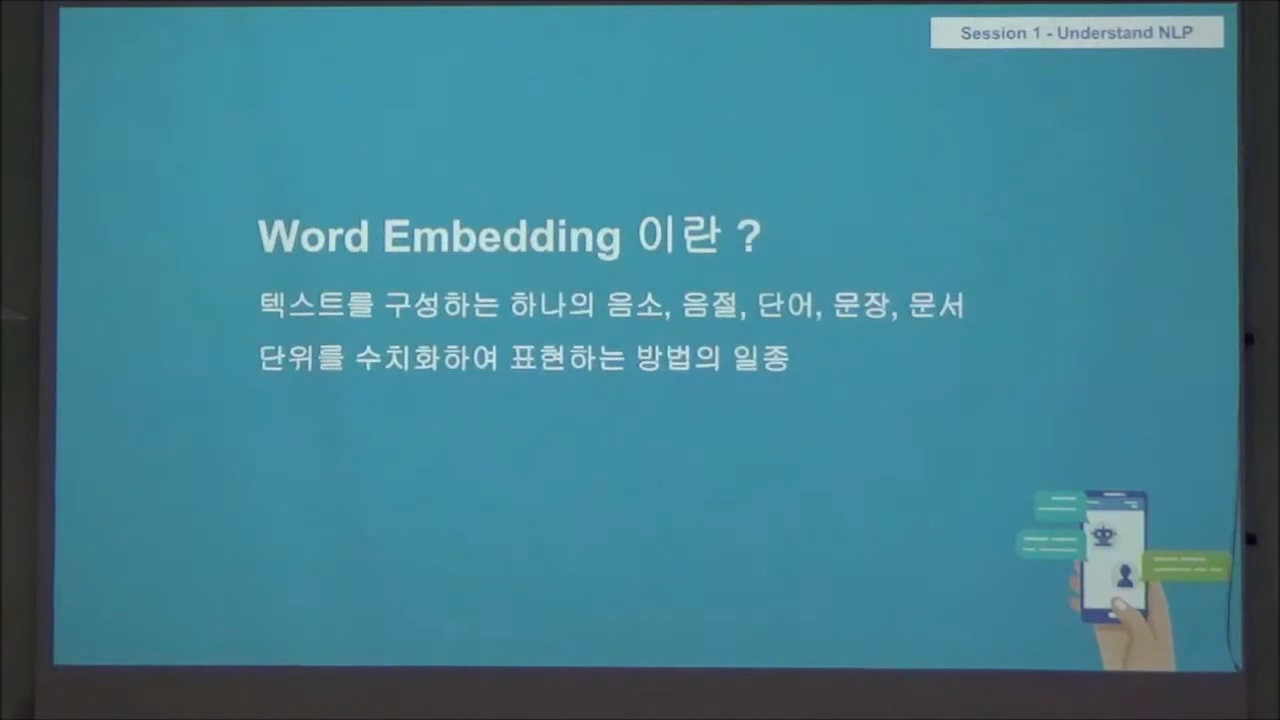 Session 1 - Understand NLP
Word Embedding 이란 ?
텍스트를 구성하는 하나의 음소, 음절, 단어, 문장, 문서
단위를 수치화하여 표현하는 방법의 일종